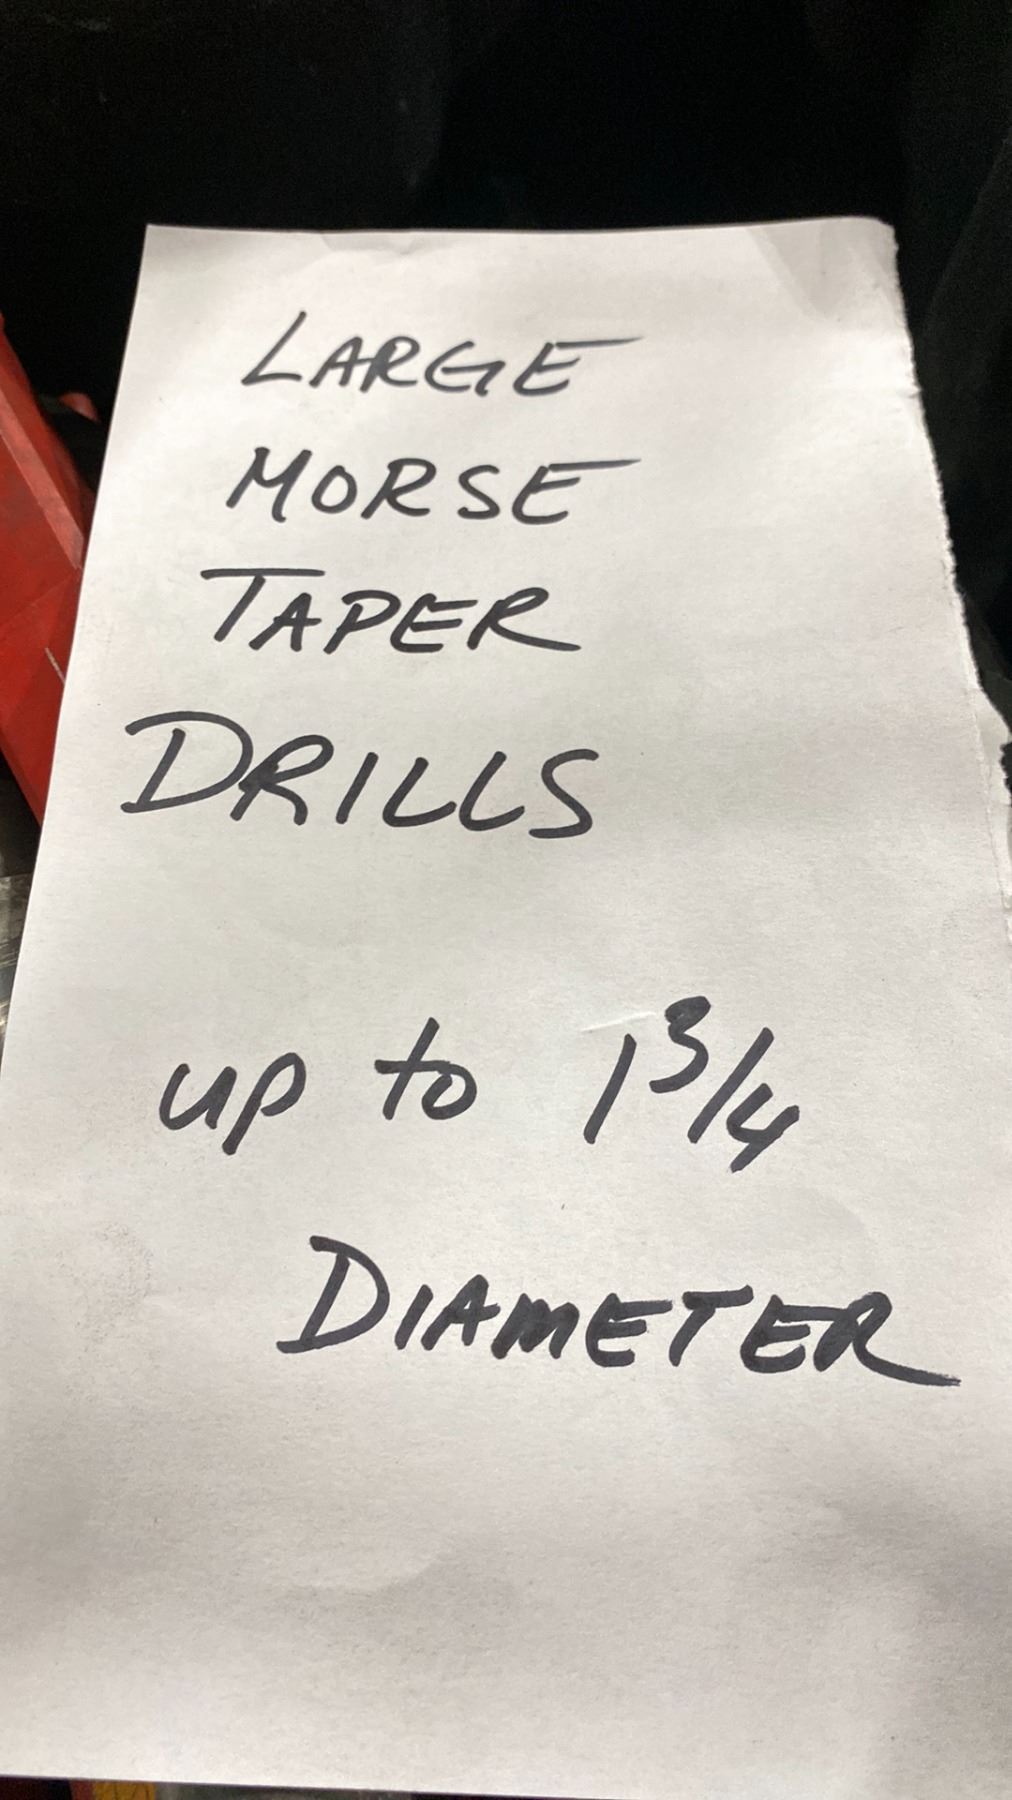 LARGE
MORSE
TAPER
DRILLS
up to 1 3/4
DIAMETER